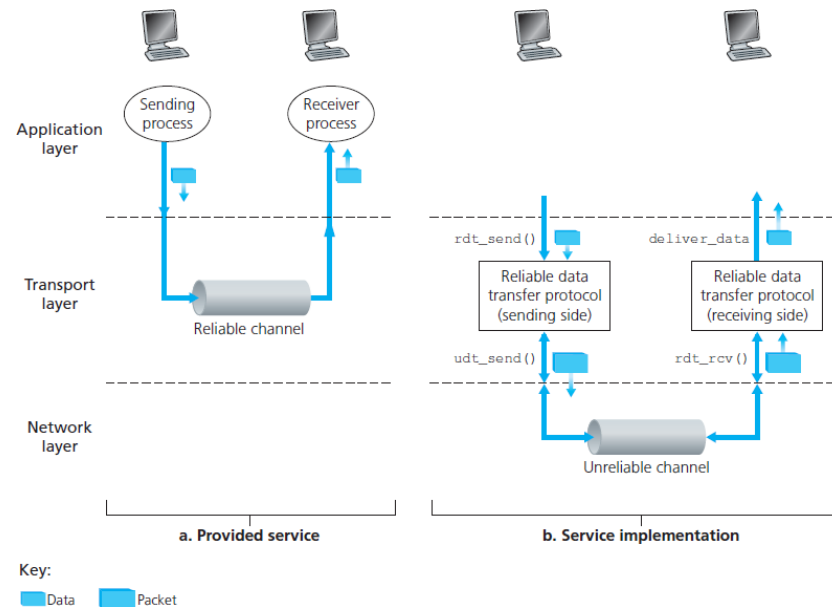 Application
layer
Sending
process
Receiver
process
Transport
layer
Reliable channel
Network
layer
a. Provided service
rdt_send()
deliver_data
Reliable data
transfer protocol
(sending side)
Reliable data
transfer protocol
(receiving side)
udt_send()
rdt_rcv()
Unreliable channel
b. Service implementation
Key:
Data
Packet